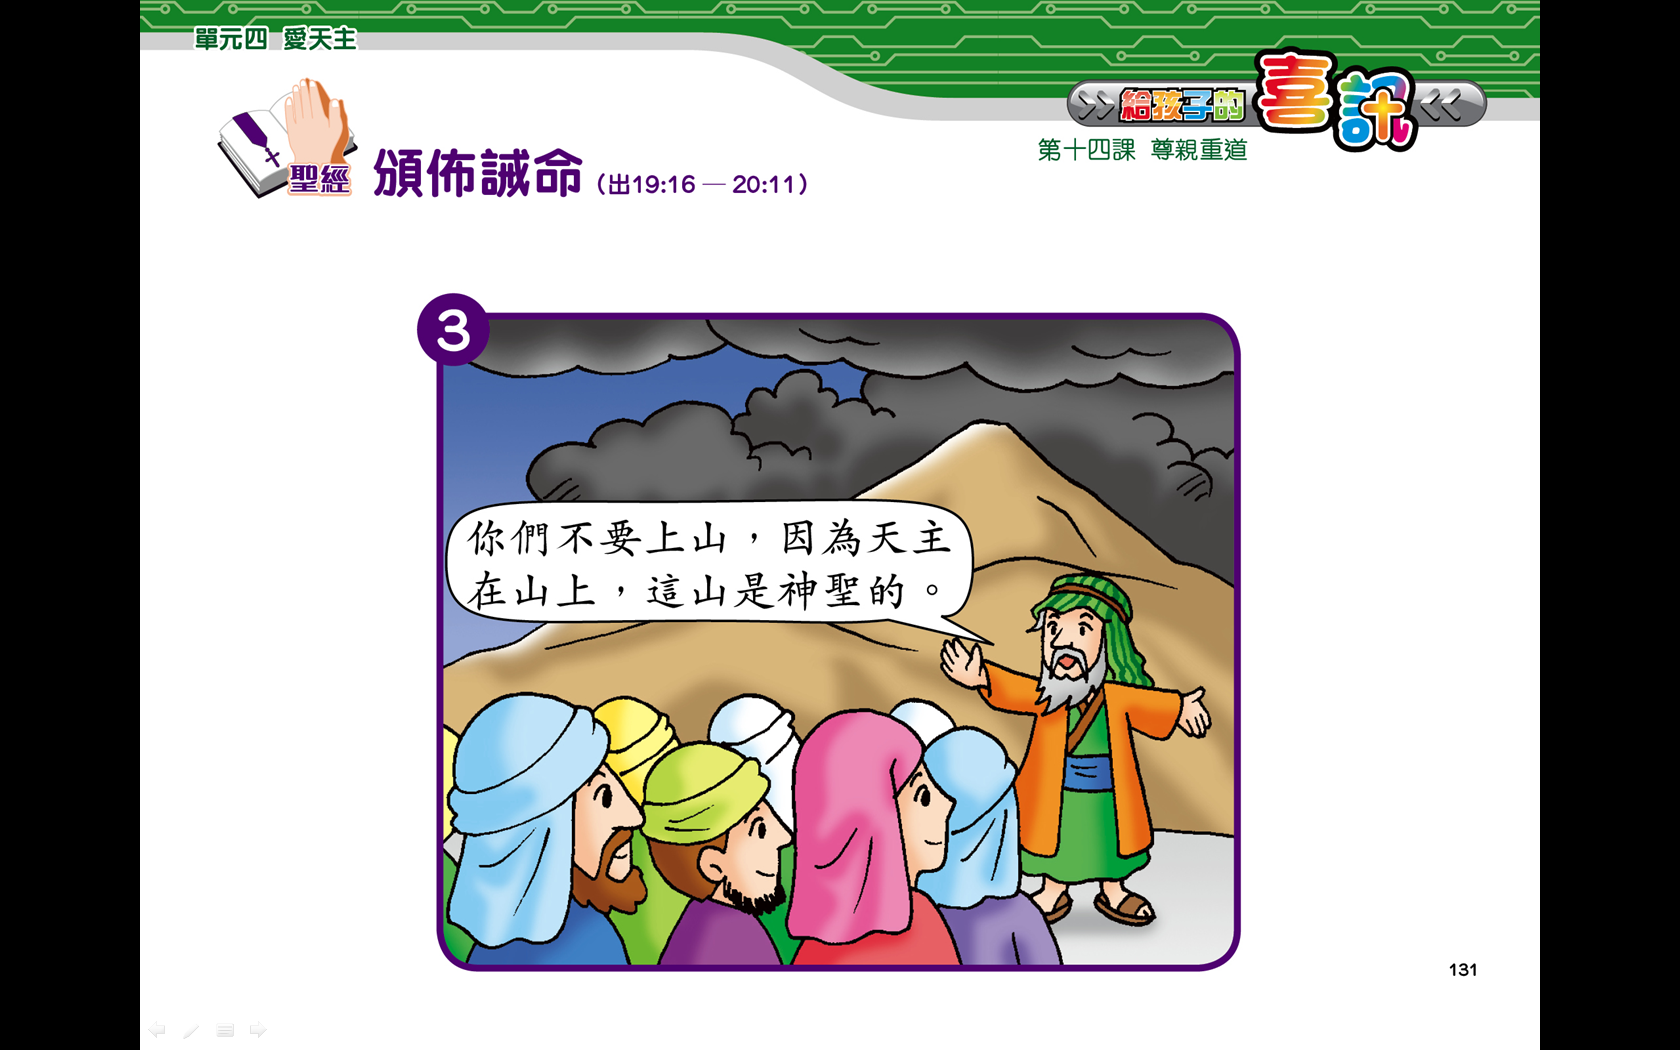 單元四 愛天主
給孩子的喜訊
第十四課 尊親重道
聖經
頒佈誡命(出19:16 — 20:11)
3
你們不要上山,因為天主
在山上,這山是神聖的。
131